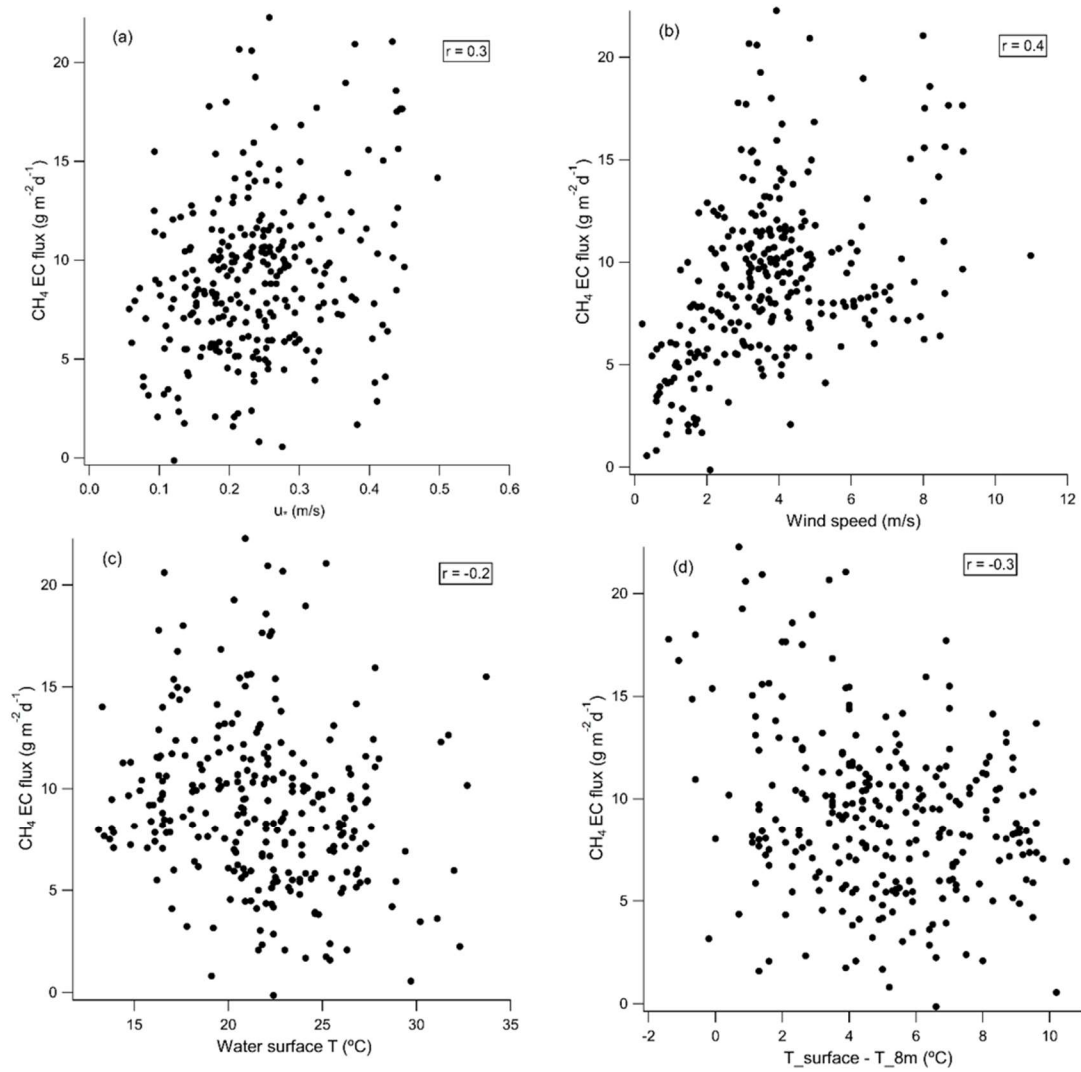 (a)
r = 0.3
20
15
10
5
0
CH₄ EC flux (g m⁻²d⁻¹)
0.0 0.1 0.2 0.3 0.4 0.5 0.6
u* (m/s)
(b)
r = 0.4
20
15
10
5
0
CH₄ EC flux (g m⁻²d⁻¹)
0 2 4 6 8 10 12
Wind speed (m/s)
(c)
r = -0.2
20
15
10
5
0
CH₄ EC flux (g m⁻²d⁻¹)
15 20 25 30 35
Water surface T (ºC)
(d)
r = -0.3
20
15
10
5
0
CH₄ EC flux (g m⁻²d⁻¹)
-2 0 2 4 6 8 10
T_surface - T_8m (ºC)